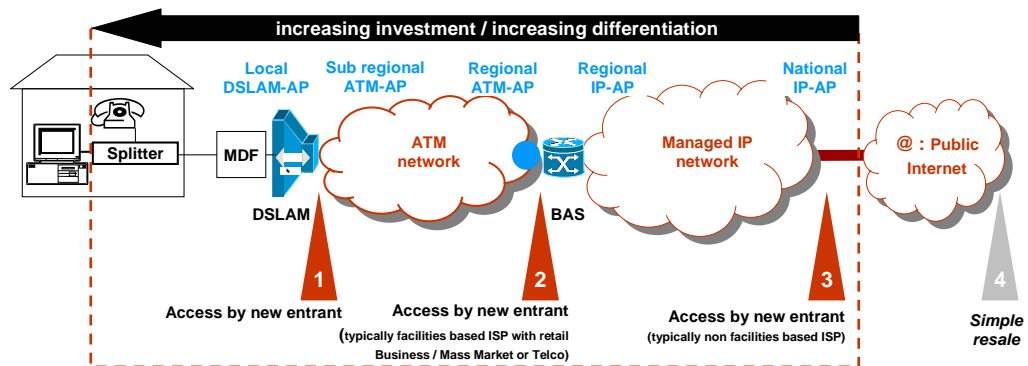 increasing investment / increasing differentiation
Local
DSLAM-AP
Sub regional
ATM-AP
Regional
ATM-AP
Regional
IP-AP
National
IP-AP
Splitter
MDF
ATM
network
Managed IP
network
@ : Public
Internet
DSLAM
BAS
1
2
3
4
Access by new entrant
Access by new entrant
(typically facilities based ISP with retail
Business / Mass Market or Telco)
Access by new entrant
(typically non facilities based ISP)
Simple
resale